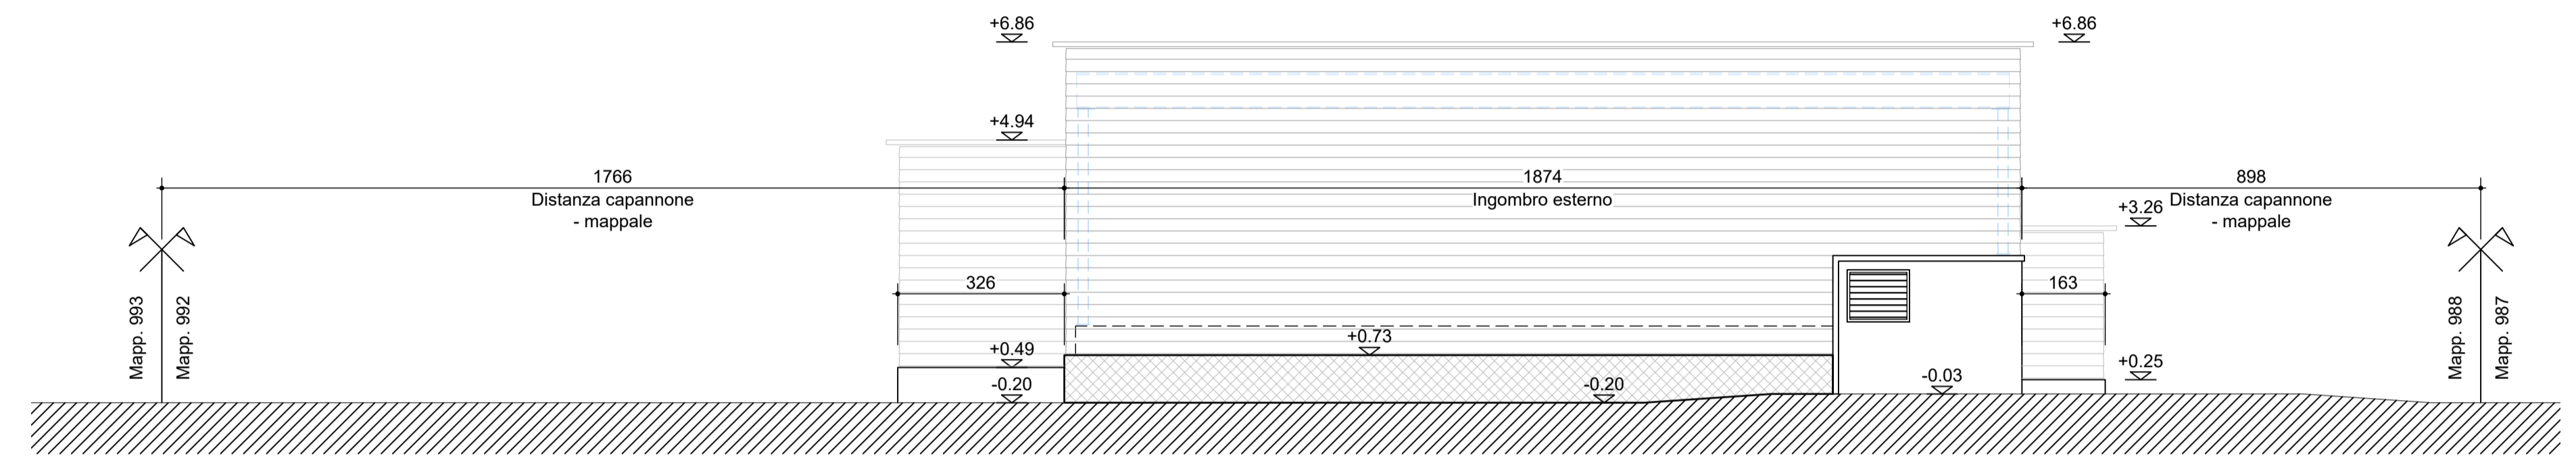 +6.86
+6.86
+4.94
1766
1874
898
Distanza capannone
- mappale
Ingombro esterno
+3.26
Distanza capannone
- mappale
326
163
Mapp. 993
Mapp. 992
Mapp. 988
Mapp. 987
+0.73
+0.49
+0.25
-0.20
-0.20
-0.03